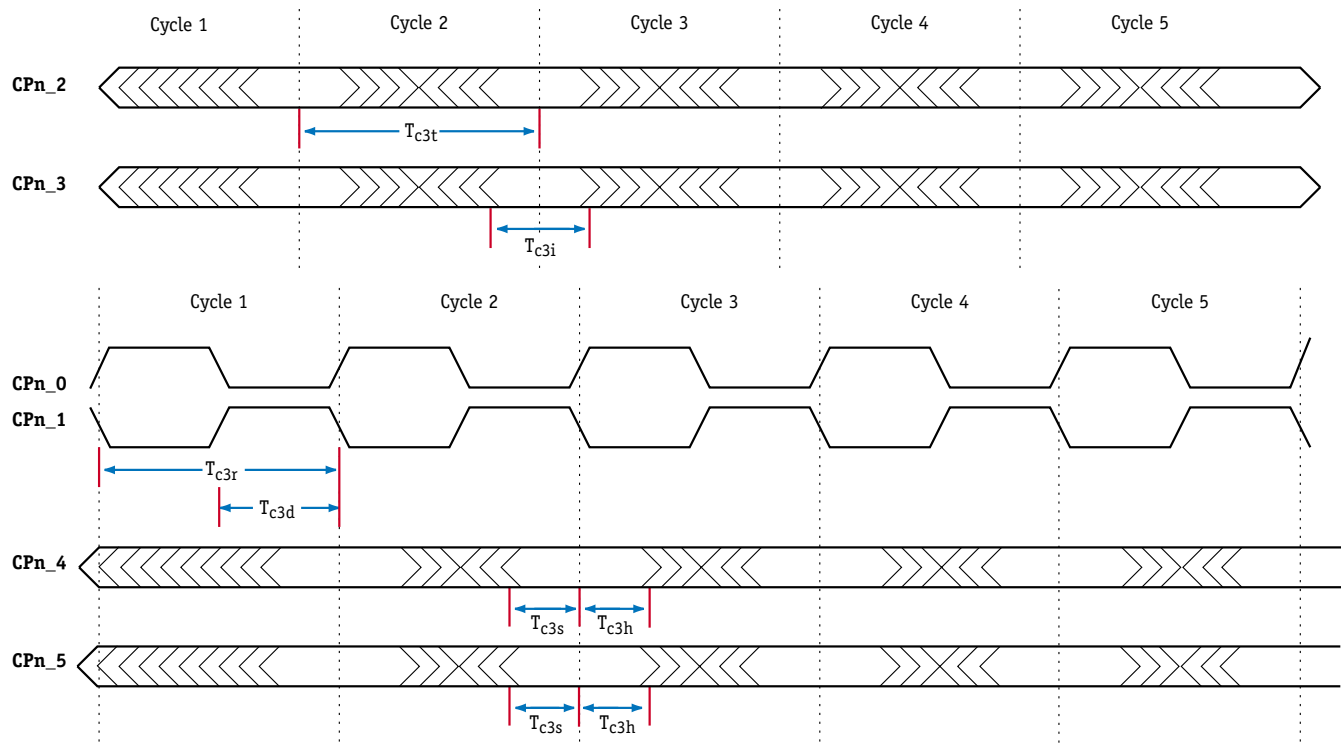 Cycle 1 Cycle 2 Cycle 3 Cycle 4 Cycle 5
CPn_2
Tc3t
CPn_3
Tc3i
Cycle 1 Cycle 2 Cycle 3 Cycle 4 Cycle 5
CPn_0
CPn_1
Tc3r
Tc3d
CPn_4
Tc3s Tc3h
CPn_5
Tc3s Tc3h